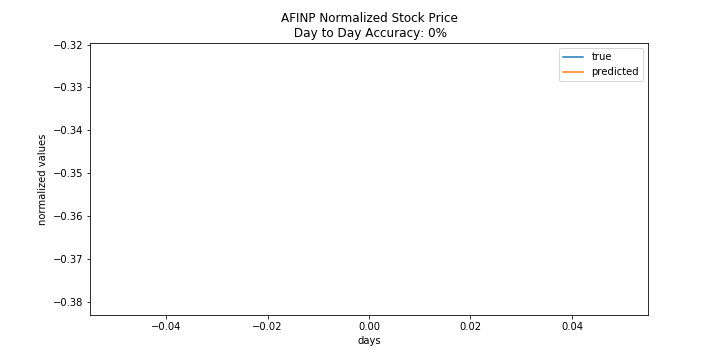 AFINP Normalized Stock Price
Day to Day Accuracy: 0%
true
predicted
normalized values
−0.32
−0.33
−0.34
−0.35
−0.36
−0.37
−0.38
−0.04
−0.02
0.00
0.02
0.04
days